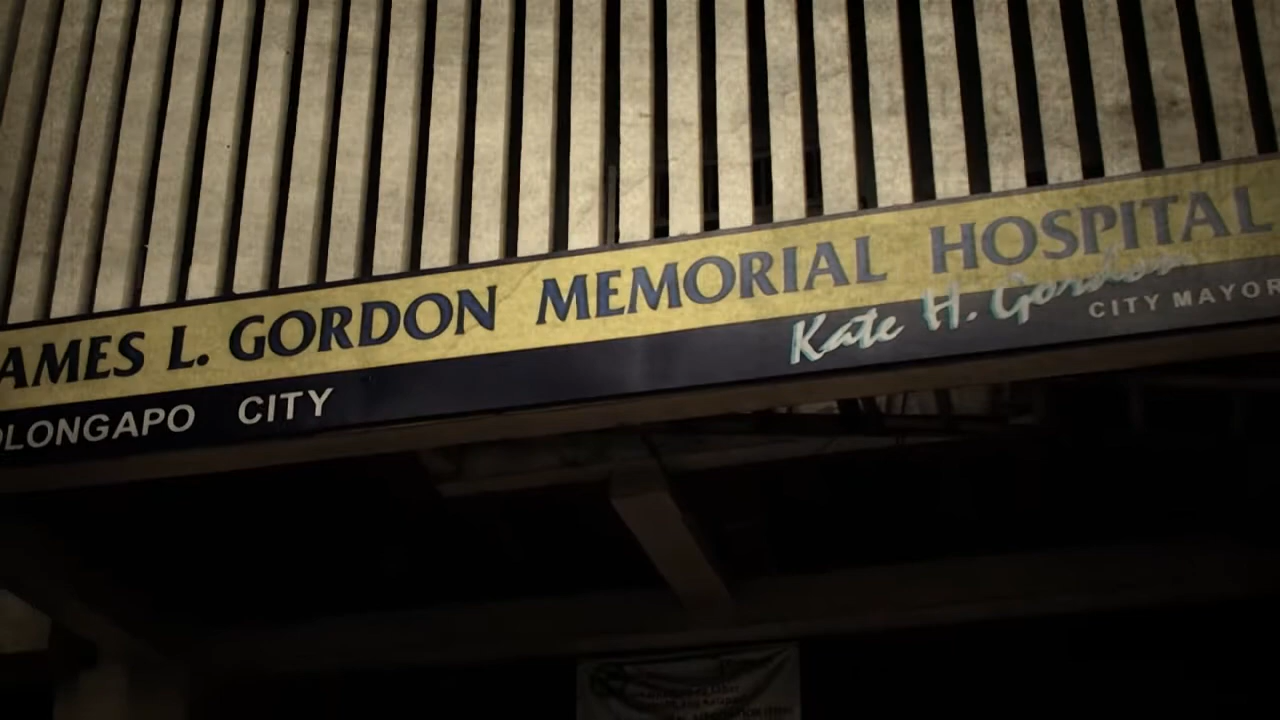 AMES L. GORDON MEMORIAL HOSPITAL
OLONGAPO CITY
Kate H. Gordon
CITY MAYOR